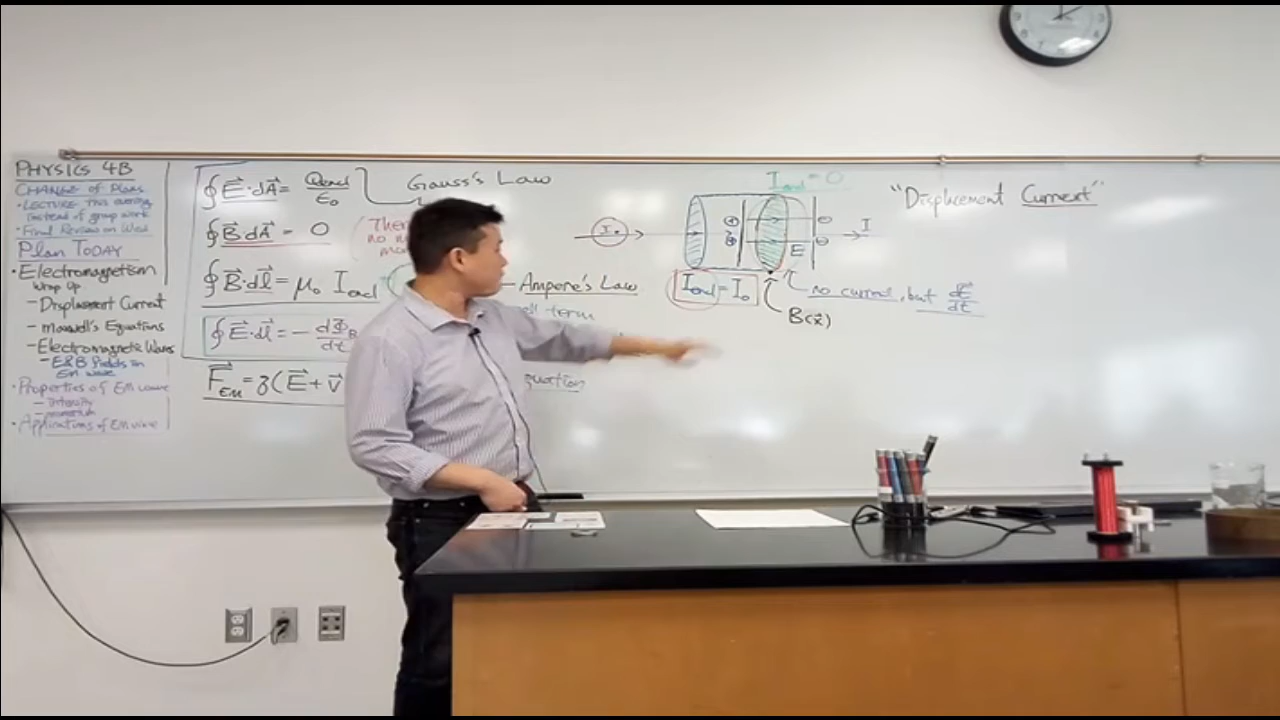 PHYSICS 4B
CHANGE of PLANS
• LECTURE this evening
instead of group work
• Final Review on Wed
PLAN TODAY
• Electromagnetism
Wrap Up
– Displacement Current
– Maxwell's Equations
– Electromagnetic Waves
– E&B fields in
EM wave
• Properties of EM wave
– Intensity
– momentum
• Applications of EM wave
∮E⃗·dA⃗ = Qencl/ε₀
Gauss's Law
∮B⃗·dA⃗ = 0
no
∮B⃗·dl⃗ = μ₀ Iencl
– Ampere's Law
term
∮E⃗·dl⃗ = – dΦB/dt
F⃗EM = q(E⃗ + v⃗
I₀
Iencl = 0
E
I
Iencl = I₀
B(x⃗)
no current, but dE⃗/dt
"Displacement Current"